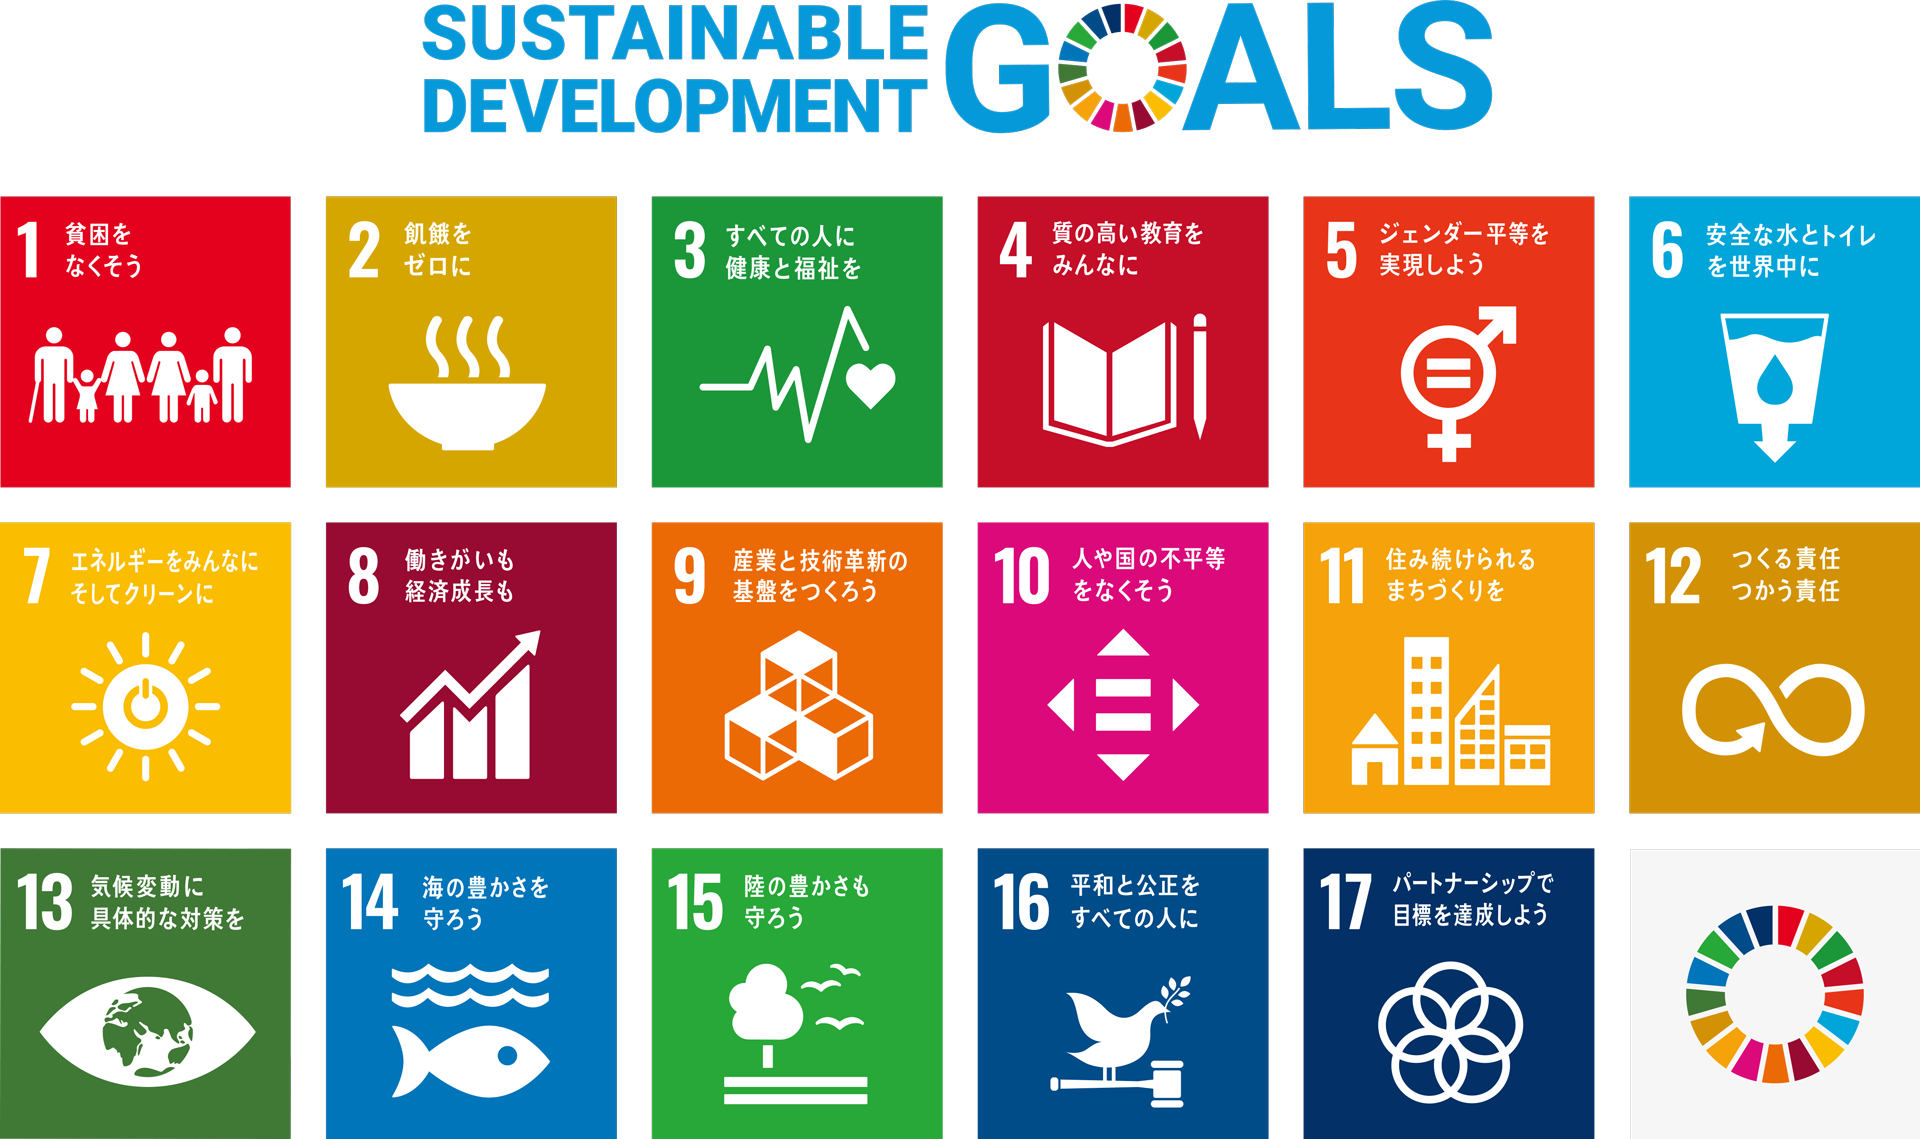 SUSTAINABLE
DEVELOPMENT
GOALS
1 貧困を
なくそう
2 飢餓を
ゼロに
3 すべての人に
健康と福祉を
4 質の高い教育を
みんなに
5 ジェンダー平等を
実現しよう
6 安全な水とトイレ
を世界中に
7 エネルギーをみんなに
そしてクリーンに
8 働きがいも
経済成長も
9 産業と技術革新の
基盤をつくろう
10 人や国の不平等
をなくそう
11 住み続けられる
まちづくりを
12 つくる責任
つかう責任
13 気候変動に
具体的な対策を
14 海の豊かさを
守ろう
15 陸の豊かさも
守ろう
16 平和と公正を
すべての人に
17 パートナーシップで
目標を達成しよう